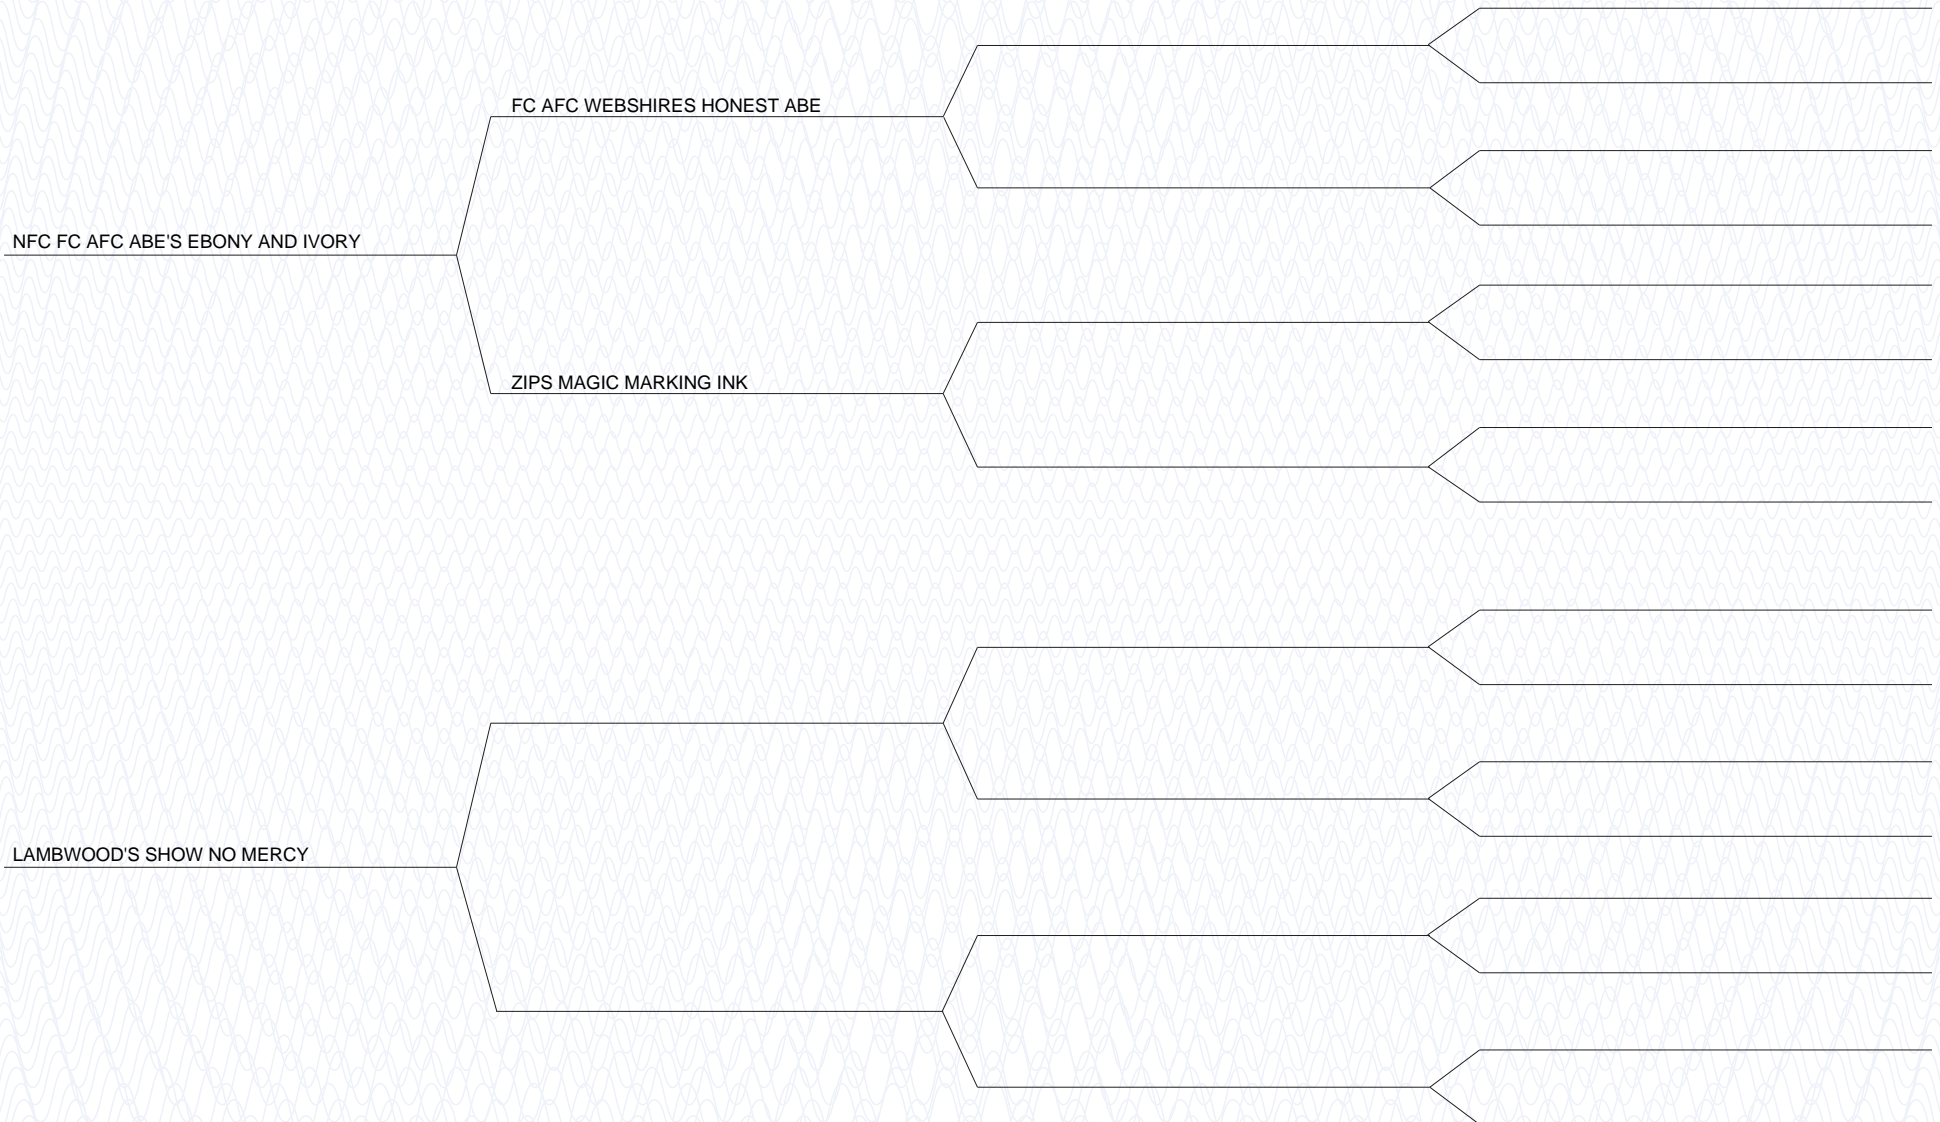 FC AFC WEBSHIRES HONEST ABE
NFC FC AFC ABE'S EBONY AND IVORY
ZIPS MAGIC MARKING INK
LAMBWOOD'S SHOW NO MERCY